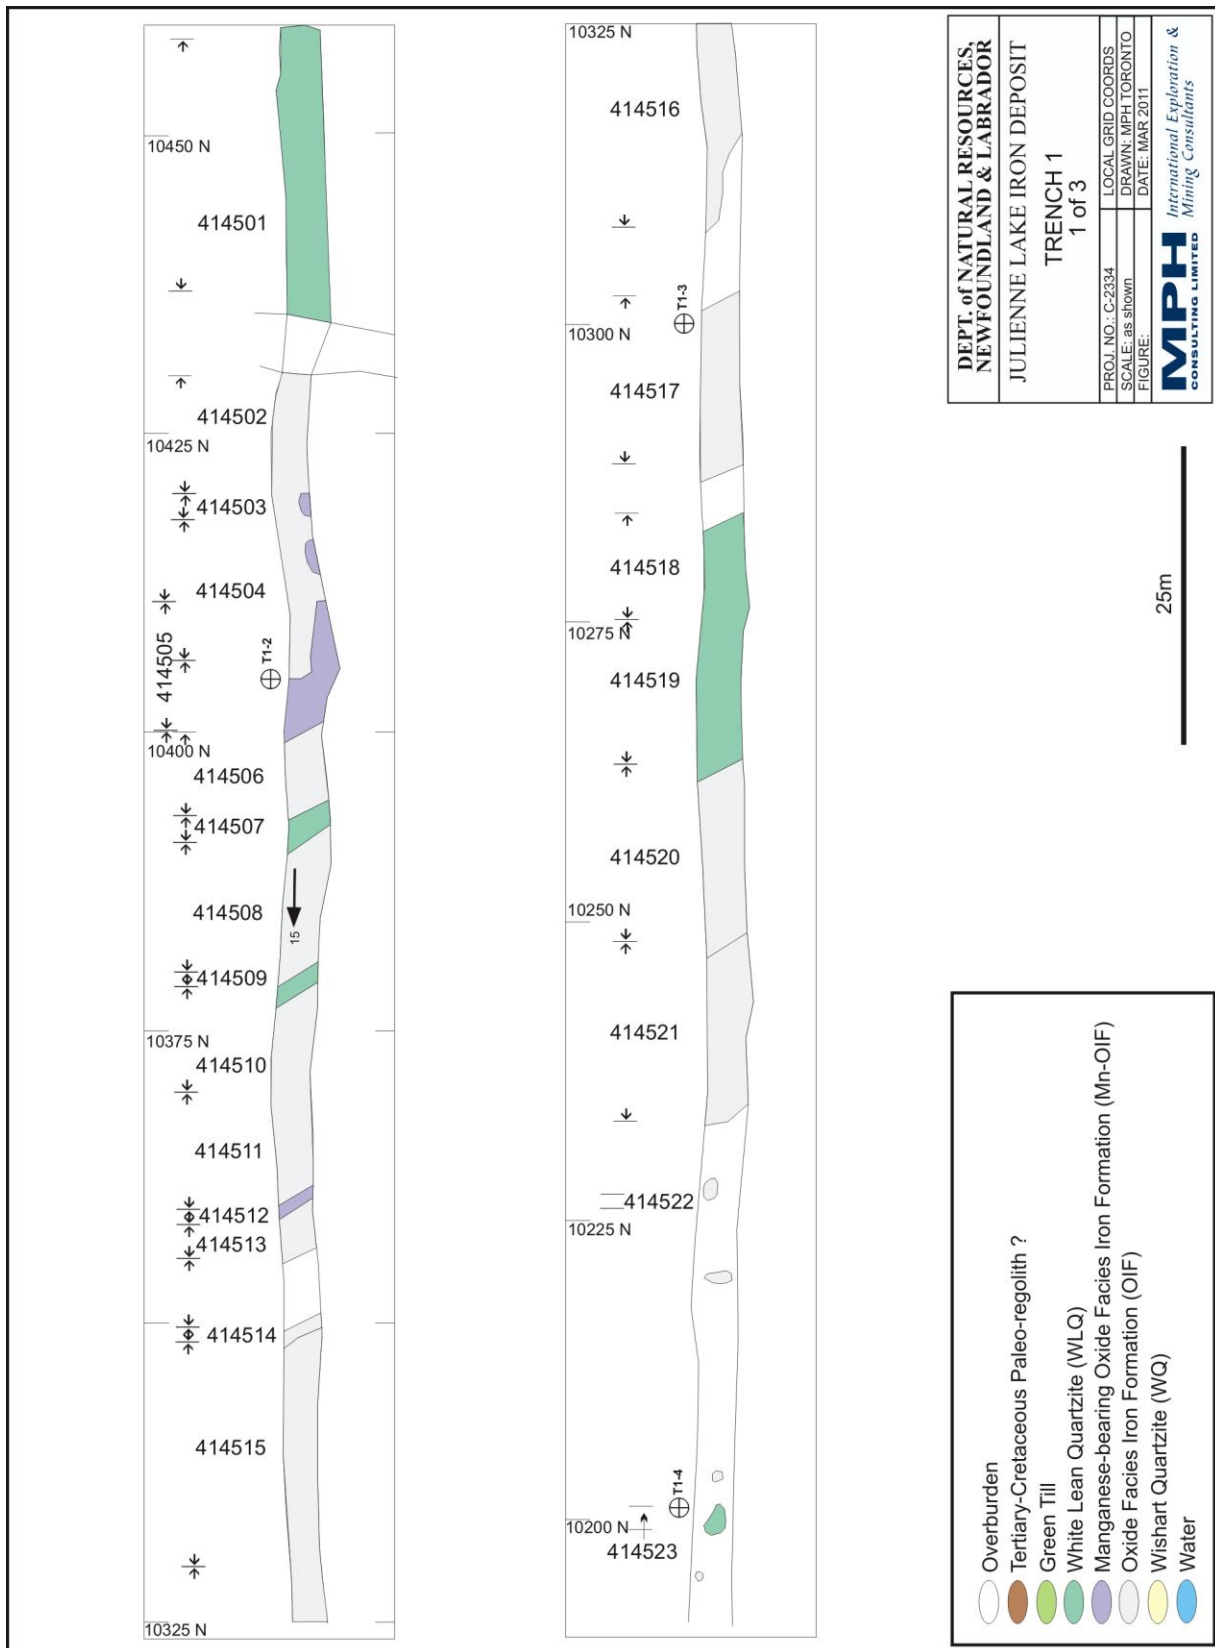 10450 N
414501
414502
10425 N
414503
414504
414505
T1-2
10400 N
414506
414507
414508
15
414509
10375 N
414510
414511
414512
414513
414514
414515
10325 N
10325 N
414516
T1-3
10300 N
414517
414518
10275 N
414519
414520
10250 N
414521
414522
10225 N
T1-4
10200 N
414523
DEPT. of NATURAL RESOURCES,
NEWFOUNDLAND & LABRADOR
JULIENNE LAKE IRON DEPOSIT
TRENCH 1
1 of 3
PROJ. NO.: C-2334
LOCAL GRID COORDS
SCALE: as shown
DRAWN: MPH TORONTO
FIGURE:
DATE: MAR 2011
MPH
CONSULTING LIMITED
International Exploration &
Mining Consultants
25m
Overburden
Tertiary-Cretaceous Paleo-regolith ?
Green Till
White Lean Quartzite (WLQ)
Manganese-bearing Oxide Facies Iron Formation (Mn-OIF)
Oxide Facies Iron Formation (OIF)
Wishart Quartzite (WQ)
Water